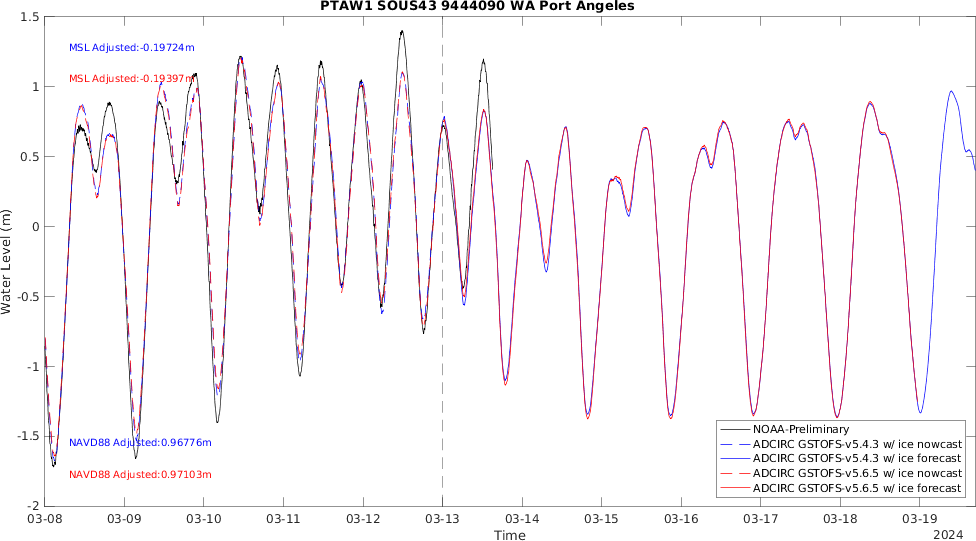 PTAW1 SOUS43 9444090 WA Port Angeles
1.5
1
0.5
0
-0.5
-1
-1.5
-2
Water Level (m)
MSL Adjusted:-0.19724m
MSL Adjusted:-0.19397m
NAVD88 Adjusted:0.96776m
NAVD88 Adjusted:0.97103m
NOAA-Preliminary
ADCIRC GSTOFS-v5.4.3 w/ ice nowcast
ADCIRC GSTOFS-v5.4.3 w/ ice forecast
ADCIRC GSTOFS-v5.6.5 w/ ice nowcast
ADCIRC GSTOFS-v5.6.5 w/ ice forecast
03-08 03-09 03-10 03-11 03-12 03-13 03-14 03-15 03-16 03-17 03-18 03-19
Time
2024